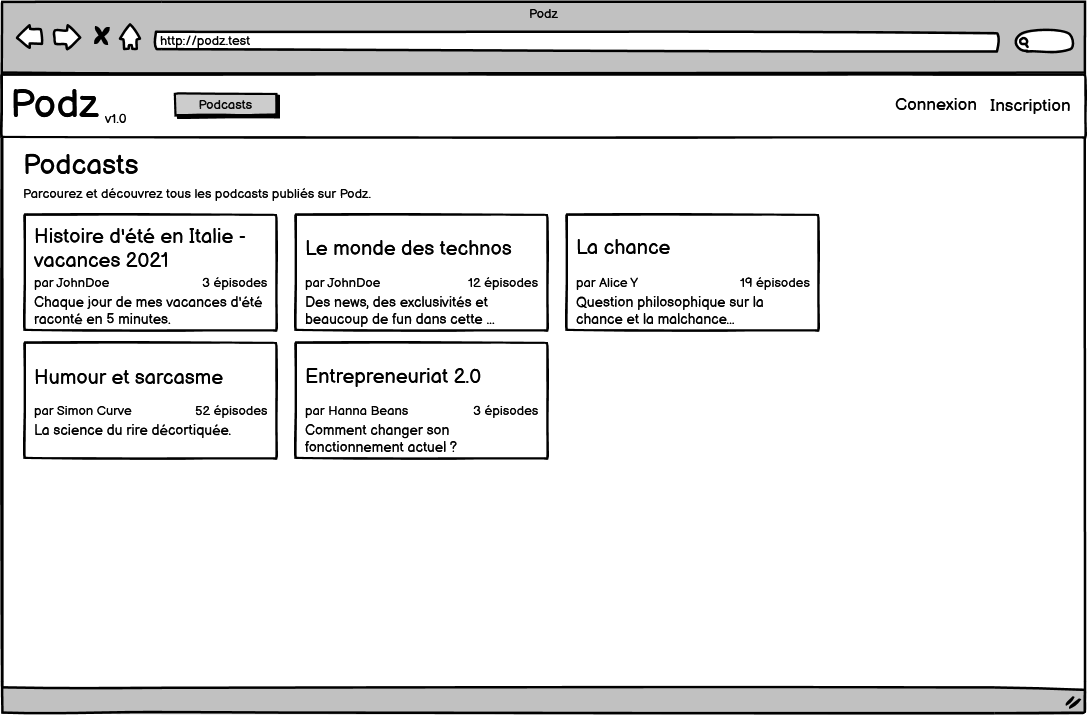 Podz
http://podz.test
Podz v1.0
Podcasts
Connexion
Inscription
Podcasts
Parcourez et découvrez tous les podcasts publiés sur Podz.
Histoire d'été en Italie -
vacances 2021
par JohnDoe
3 épisodes
Chaque jour de mes vacances d'été
raconté en 5 minutes.
Le monde des technos
par JohnDoe
12 épisodes
Des news, des exclusivités et
beaucoup de fun dans cette ...
La chance
par Alice Y
19 épisodes
Question philosophique sur la
chance et la malchance...
Humour et sarcasme
par Simon Curve
52 épisodes
La science du rire décortiquée.
Entrepreneuriat 2.0
par Hanna Beans
3 épisodes
Comment changer son
fonctionnement actuel ?